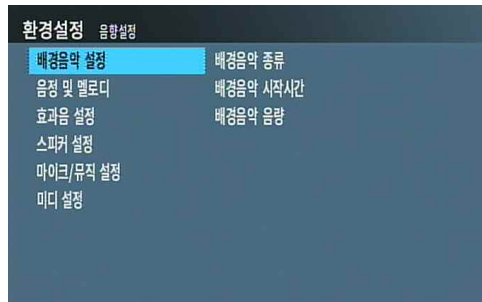 환경설정 음향설정
배경음악 설정 배경음악 종류
음정 및 멜로디 배경음악 시작시간
효과음 설정 배경음악 음량
스피커 설정
마이크/뮤직 설정
미디 설정